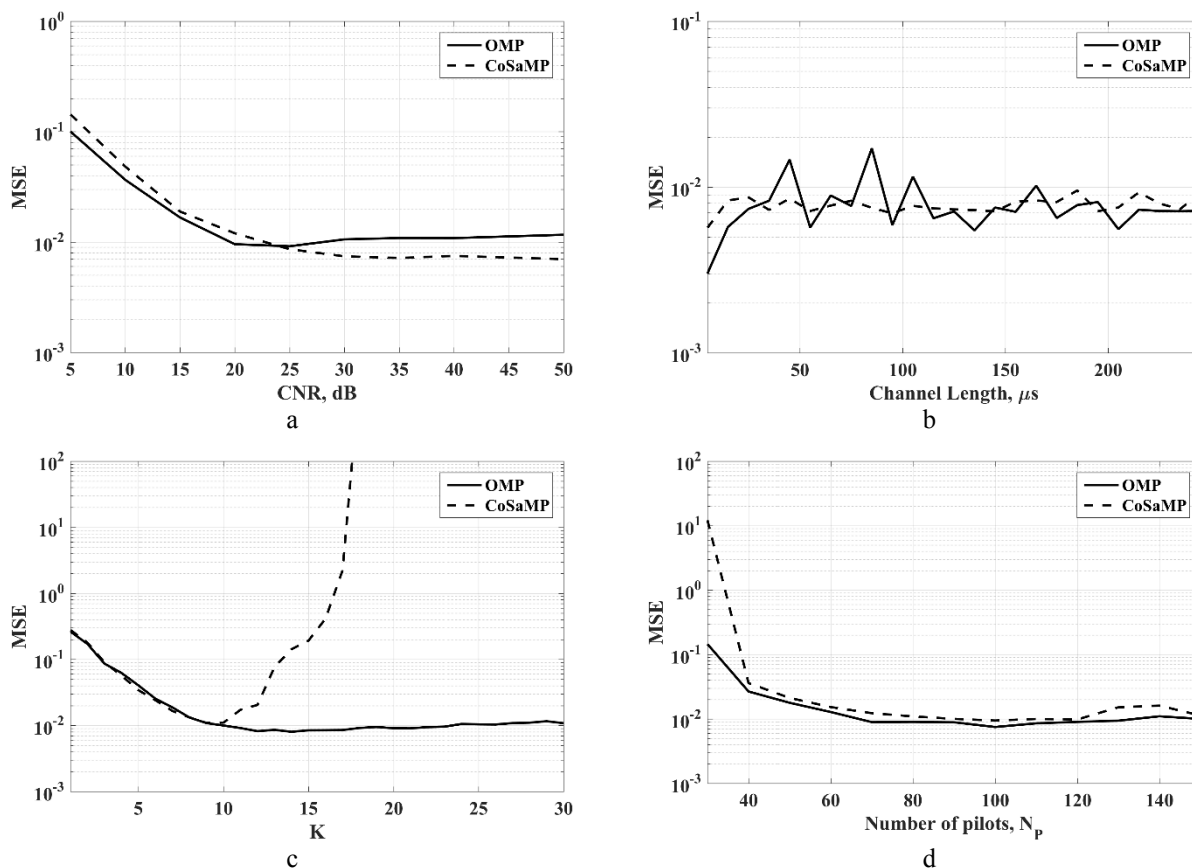 10^0
10^-1
10^-2
10^-3
MSE
OMP
CoSaMP
5 10 15 20 25 30 35 40 45 50
CNR, dB
a
10^-1
10^-2
10^-3
MSE
OMP
CoSaMP
50 100 150 200
Channel Length, μs
b
10^2
10^1
10^0
10^-1
10^-2
10^-3
MSE
OMP
CoSaMP
5 10 15 20 25 30
K
c
10^2
10^1
10^0
10^-1
10^-2
10^-3
MSE
OMP
CoSaMP
40 60 80 100 120 140
Number of pilots, N_P
d